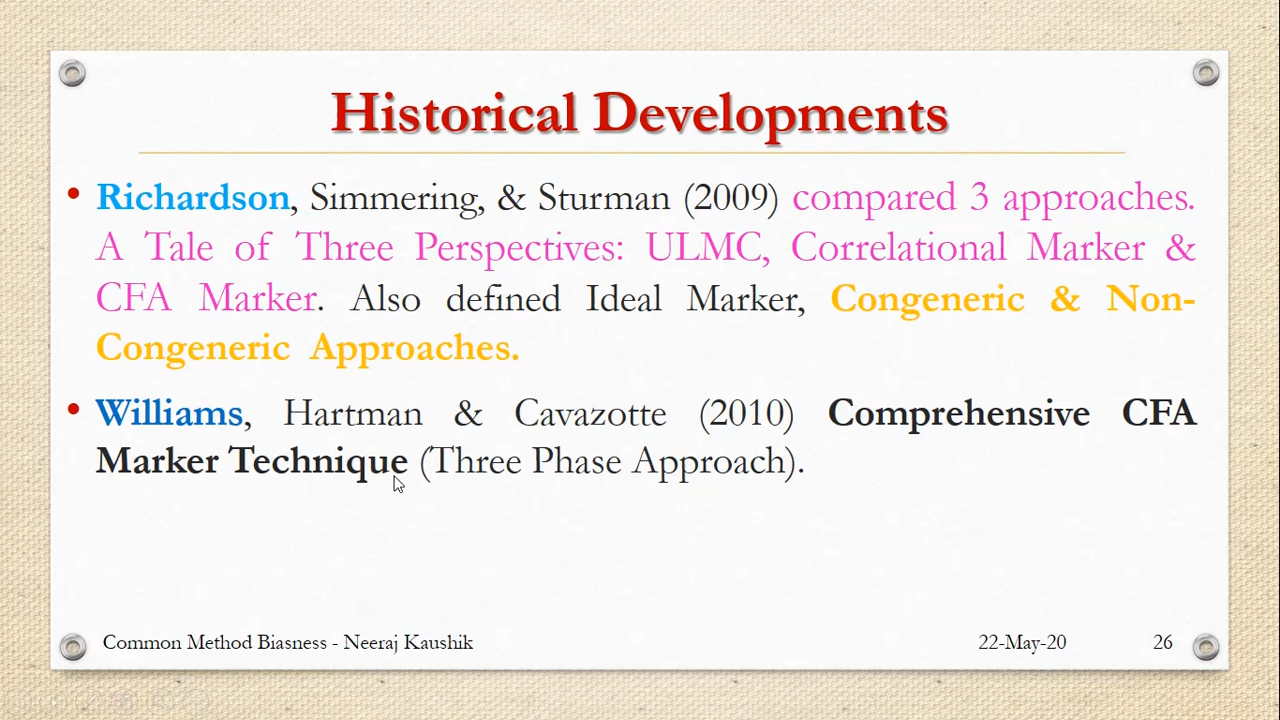 Historical Developments
• Richardson, Simmering, & Sturman (2009) compared 3 approaches.
A Tale of Three Perspectives: ULMC, Correlational Marker &
CFA Marker. Also defined Ideal Marker, Congeneric & Non-
Congeneric Approaches.
• Williams, Hartman & Cavazotte (2010) Comprehensive CFA
Marker Technique (Three Phase Approach).
Common Method Biasness - Neeraj Kaushik 22-May-20 26